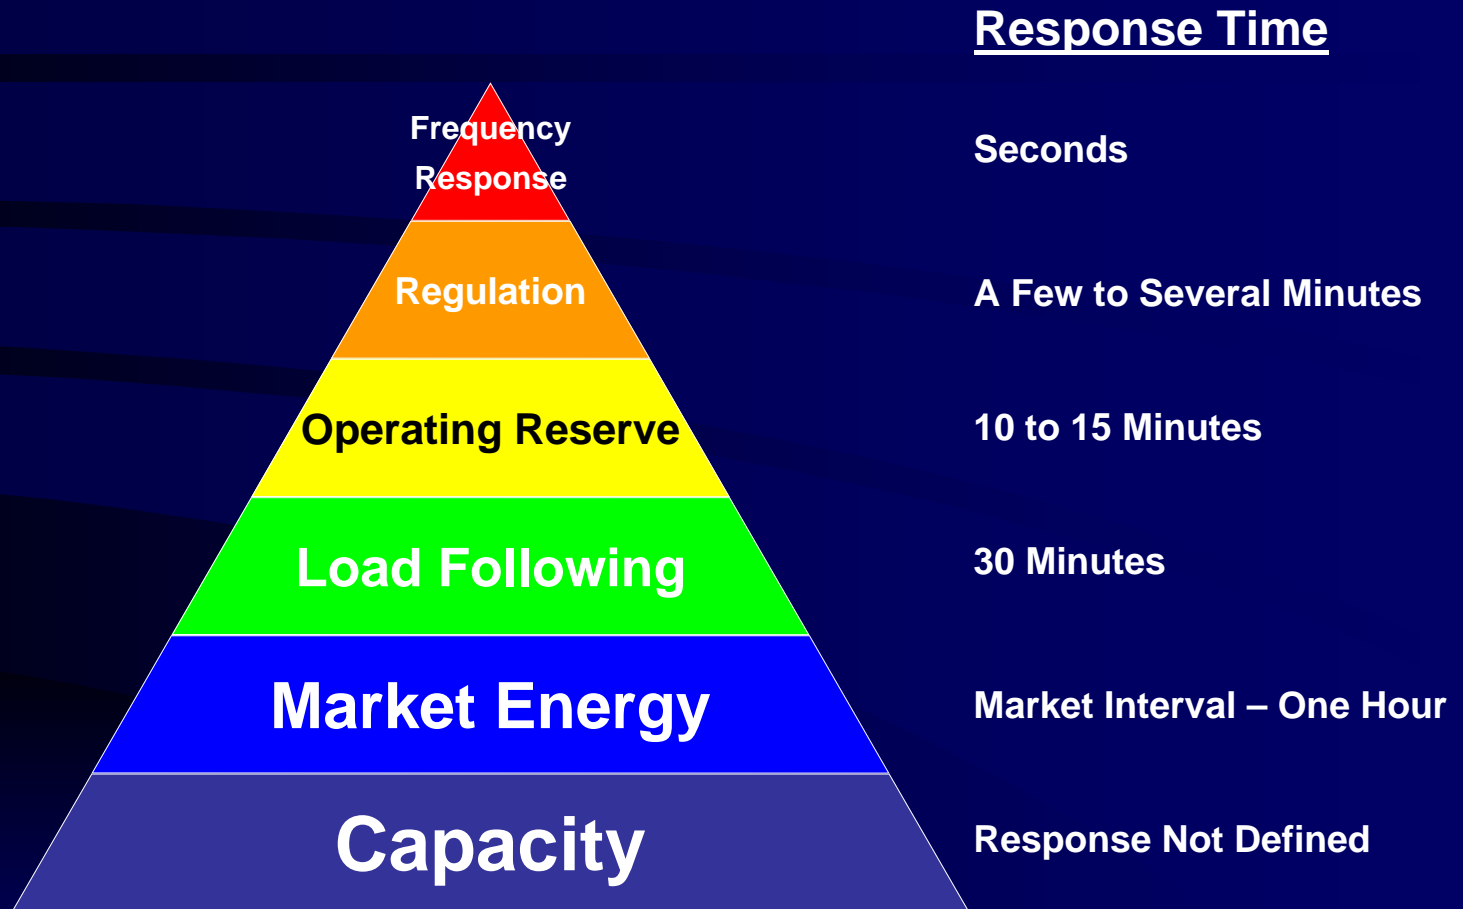 Response Time
Frequency
Response
Seconds
Regulation
A Few to Several Minutes
Operating Reserve
10 to 15 Minutes
Load Following
30 Minutes
Market Energy
Market Interval – One Hour
Capacity
Response Not Defined